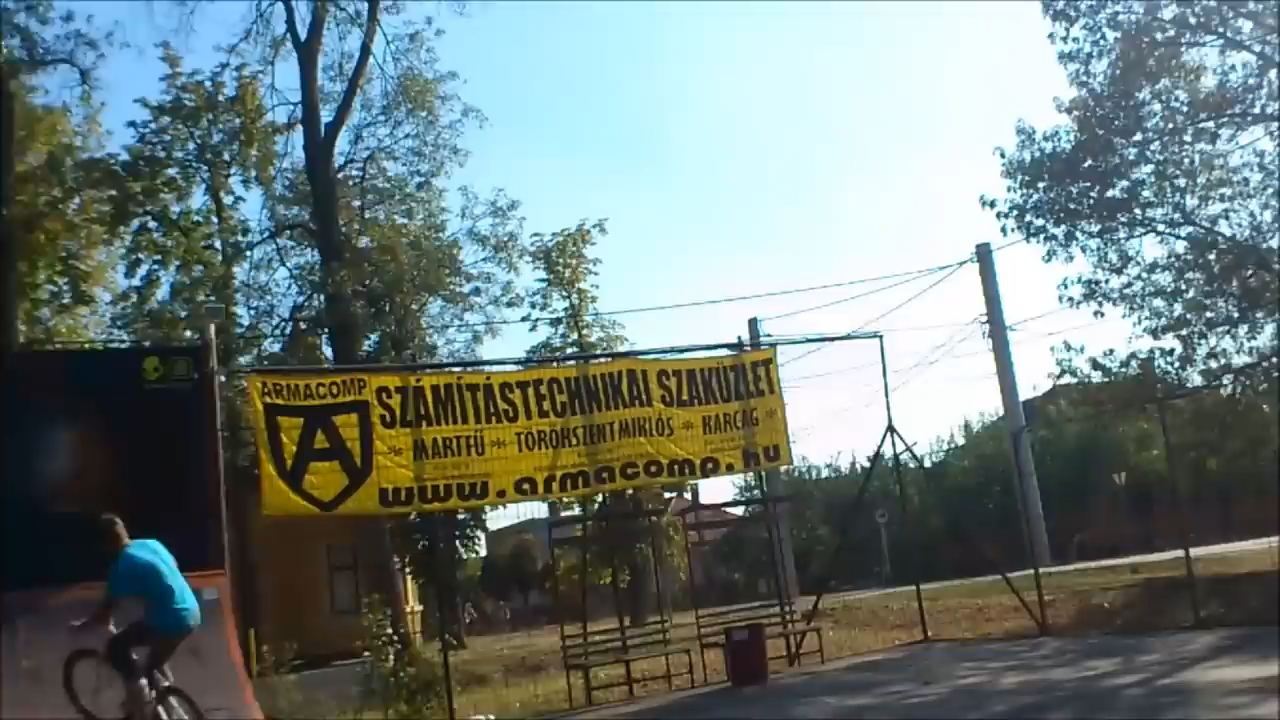 ARMACOMP
A
SZÁMÍTÁSTECHNIKAI SZAKÜZLET
* MARTFŰ * TÖRÖKSZENTMIKLÓS * KARCAG *
www.armacomp.hu